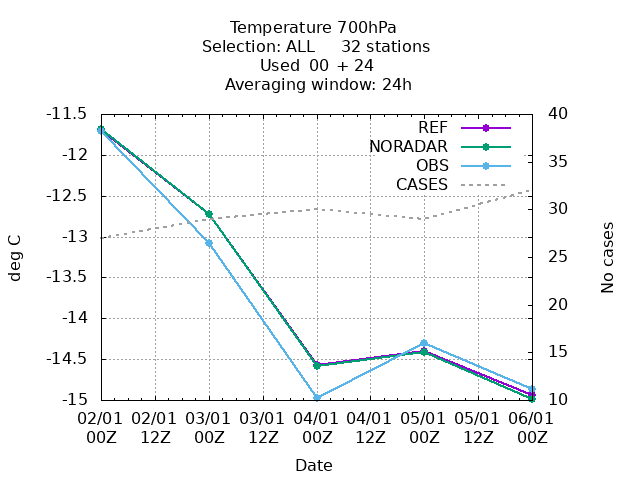 Temperature 700hPa
Selection: ALL 32 stations
Used 00 + 24
Averaging window: 24h
-11.5
-12
-12.5
-13
-13.5
-14
-14.5
-15
deg C
40
35
30
25
20
15
10
No cases
REF
NORADAR
OBS
CASES
02/01 02/01 03/01 03/01 04/01 04/01 05/01 05/01 06/01
00Z 12Z 00Z 12Z 00Z 12Z 00Z 12Z 00Z
Date